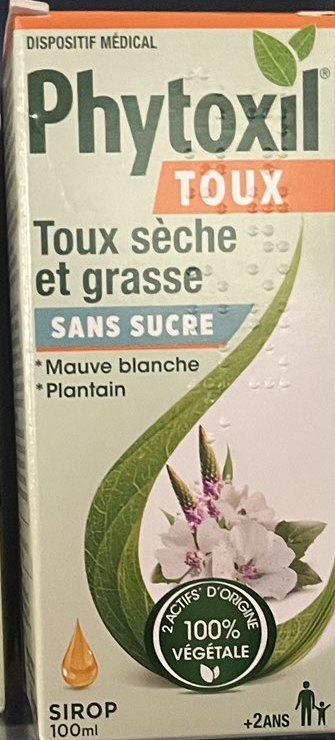 DISPOSITIF MÉDICAL
Phytoxil®
TOUX
Toux sèche
et grasse
SANS SUCRE
*Mauve blanche
*Plantain
2 ACTIFS* D'ORIGINE
100%
VÉGÉTALE
SIROP
100ml
+2ANS